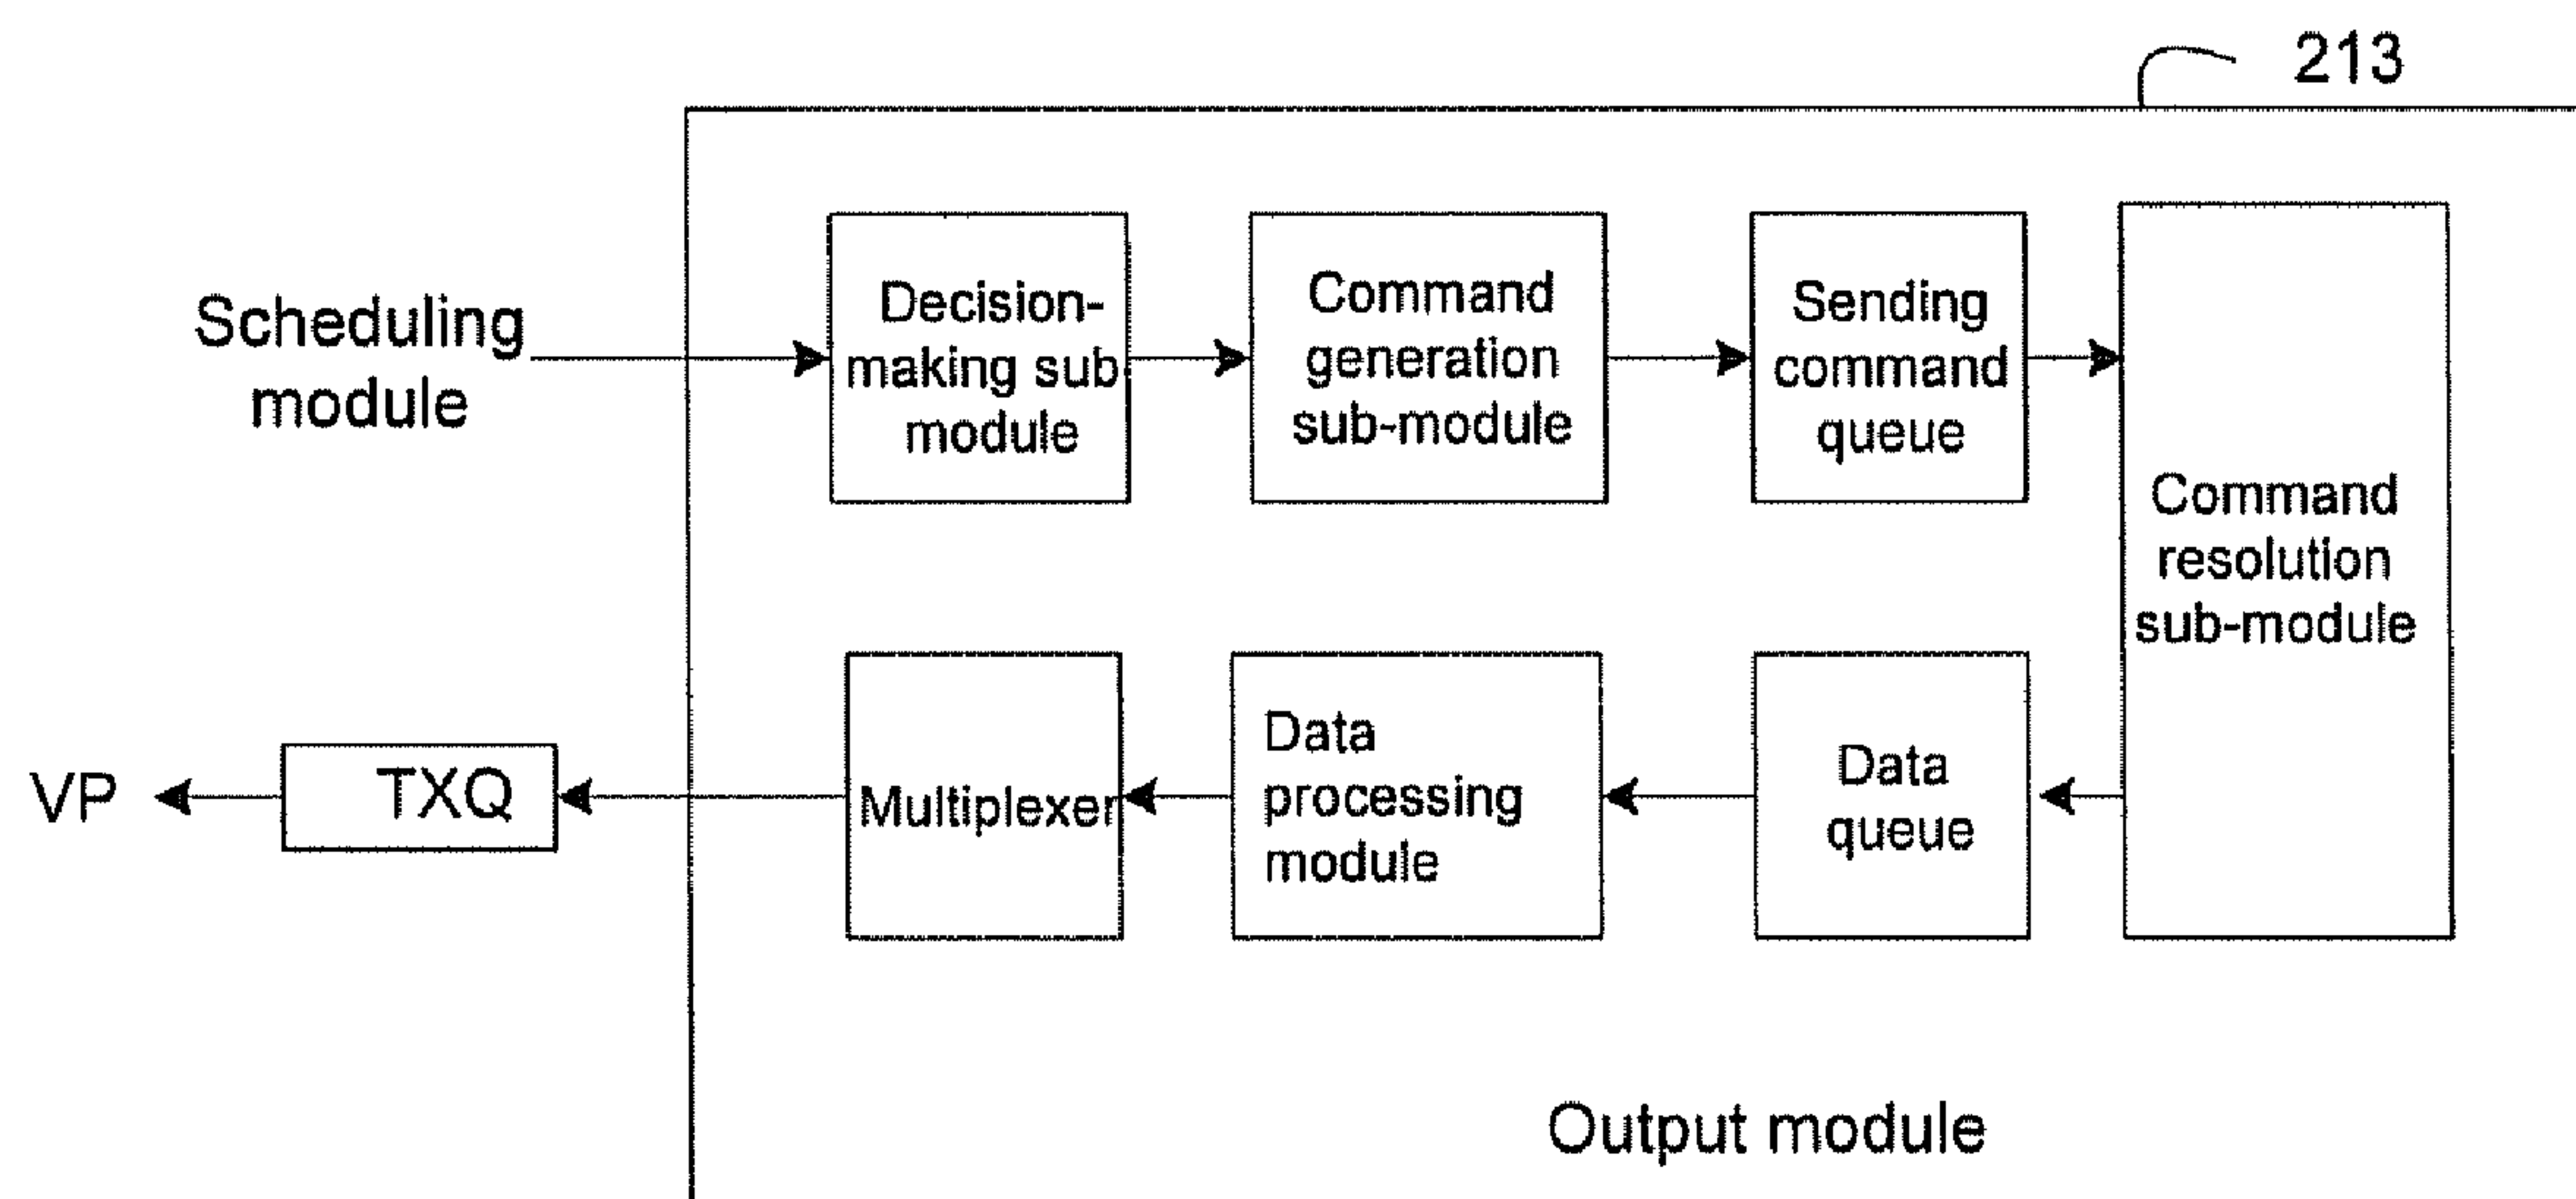 213
Scheduling
module
Decision-
making sub
module
Command
generation
sub-module
Sending
command
queue
Command
resolution
sub-module
VP
TXQ
Multiplexer
Data
processing
module
Data
queue
Output module